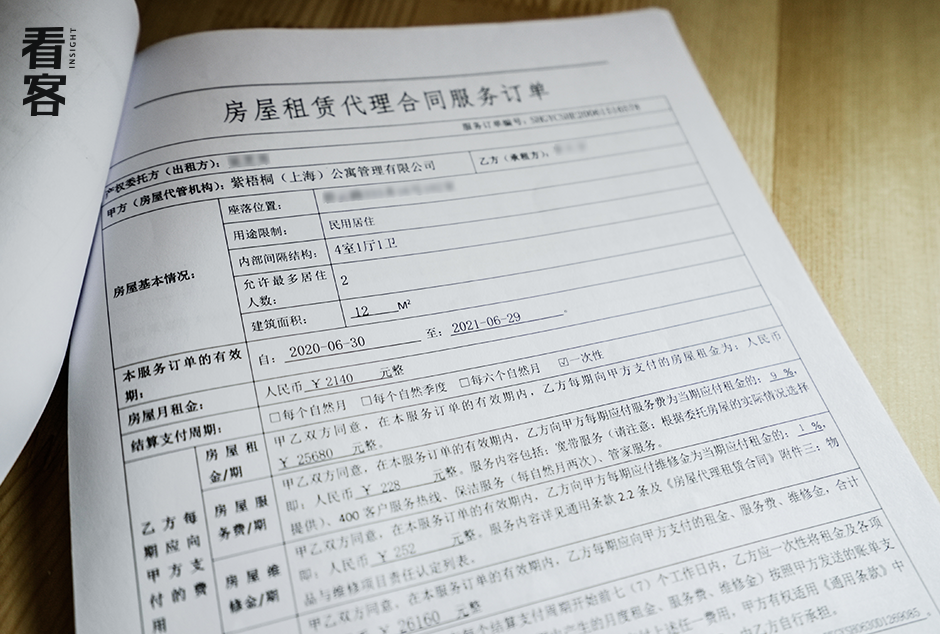 看客
INSIGHT
房屋租赁代理合同服务订单
服务订单编号:
产权委托方(出租方):
乙方(承租方):
甲方(房屋代管机构): 紫梧桐(上海)公寓管理有限公司
房屋基本情况:
座落位置:
用途限制: 民用居住
内部间隔结构: 4室1厅1卫
允许最多居住
人数: 2
建筑面积: 12 M²
本服务订单的有效
期: 自: 2020-06-30 至: 2021-06-29 。
房屋月租金: 人民币 ¥ 2140 元整
结算支付周期: □每个自然月 □每个自然季度 □每六个自然月 ☑一次性
乙方每
期应向
甲方支
付的费
用
房屋租
金/期
甲乙双方同意,在本服务订单的有效期内,乙方每期向甲方支付的房屋租金为:人民币
¥ 25680 元整。
房屋服
务费/期
甲乙双方同意,在本服务订单的有效期内,乙方向甲方每期应付服务费为当期应付租金的: 9 %,
即:人民币 ¥ 228 元整。服务内容包括:宽带服务(请注意:根据委托房屋的实际情况选择
提供)、400客户服务热线、保洁服务(每自然月两次)、管家服务。
房屋维
修金/期
甲乙双方同意,在本服务订单的有效期内,乙方向甲方每期应付维修金为当期应付租金的: 1 %,
即:人民币 ¥ 252 元整。服务内容详见通用条款2.2条及《房屋代理租赁合同》附件三:物
品与维修项目责任认定列表。
甲乙双方同意,在本服务订单的有效期内,乙方每期应向甲方支付的租金、服务费、维修金,合计
¥ 26160 元整
每个结算支付周期开始前七(7)个工作日内,乙方应一次性将租金及各项
产生的月度租金、服务费、维修金)按照甲方发送的账单支
付上述任一费用,甲方有权适用《通用条款》中
由乙方自行承担。